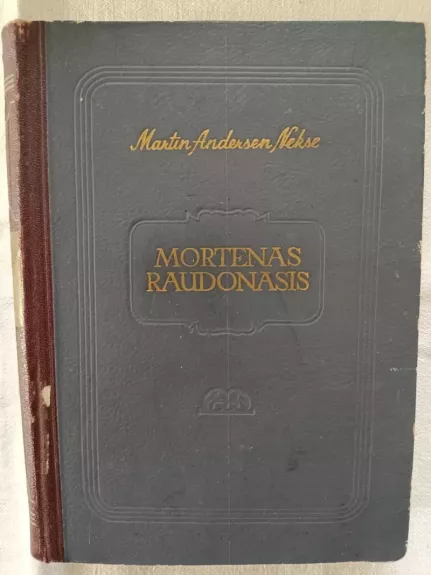 Martin Andersen Nekse
MORTENAS
RAUDONASIS